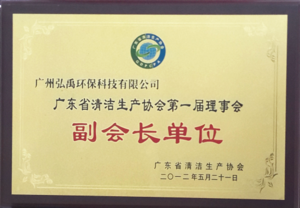 广州弘禹环保科技有限公司
广东省清洁生产协会第一届理事会
副会长单位
广东省清洁生产协会
二〇一二年五月二十一日